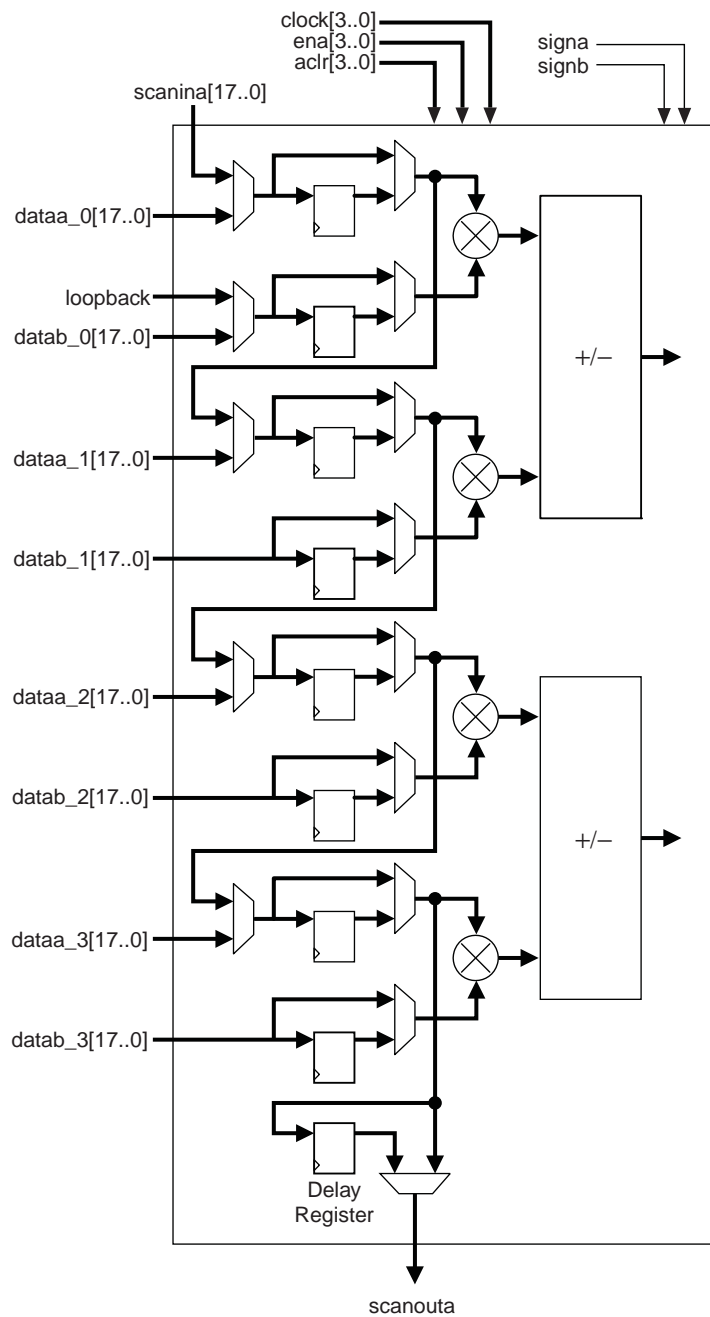 clock[3..0]
ena[3..0]
aclr[3..0]
signa
signb
scanina[17..0]
dataa_0[17..0]
loopback
datab_0[17..0]
+/−
dataa_1[17..0]
datab_1[17..0]
dataa_2[17..0]
datab_2[17..0]
+/−
dataa_3[17..0]
datab_3[17..0]
Delay
Register
scanouta